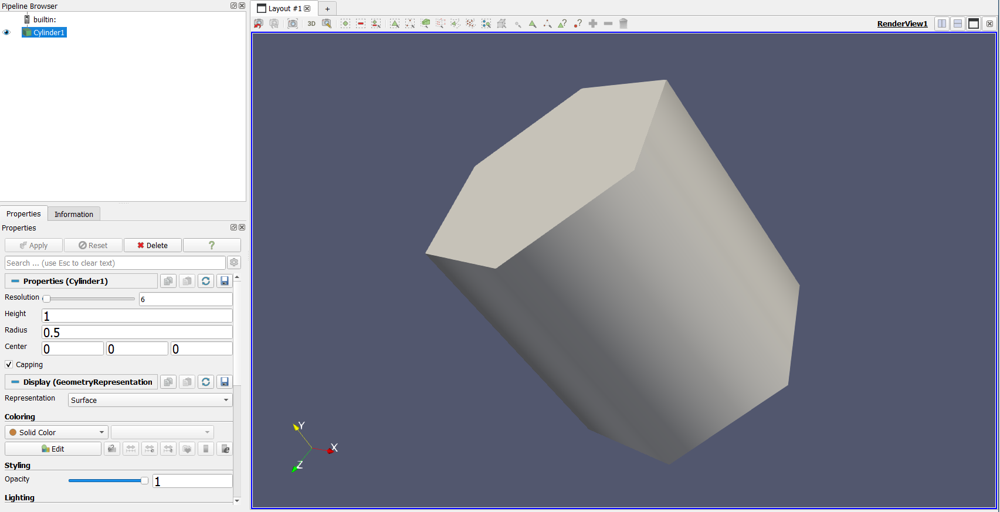 Pipeline Browser
builtin:
Cylinder1
Properties
Information
Properties
Apply
Reset
Delete
?
Search ... (use Esc to clear text)
Properties (Cylinder1)
Resolution
6
Height
1
Radius
0.5
Center
0
0
0
Capping
Display (GeometryRepresentation
Representation
Surface
Coloring
Solid Color
Edit
Styling
Opacity
1
Lighting
Layout #1
+
3D
RenderView1
Y
X
Z